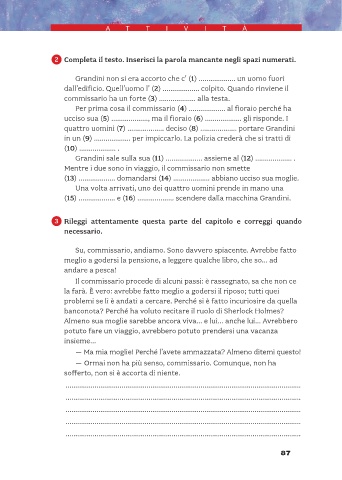 A T T I V I T À
2 Completa il testo. Inserisci la parola mancante negli spazi numerati.
Grandini non si era accorto che c’ (1) .................. un uomo fuori
dall’edificio. Quell’uomo l’ (2) .................. colpito. Quando rinviene il
commissario ha un forte (3) .................. alla testa.
Per prima cosa il commissario (4) .................. al fioraio perché ha
ucciso sua (5) .................., ma il fioraio (6) .................. gli risponde. I
quattro uomini (7) .................. deciso (8) .................. portare Grandini
in un (9) .................. per impiccarlo. La polizia crederà che si tratti di
(10) .................. .
Grandini sale sulla sua (11) .................. assieme al (12) .................. .
Mentre i due sono in viaggio, il commissario non smette
(13) .................. domandarsi (14) .................. abbiano ucciso sua moglie.
Una volta arrivati, uno dei quattro uomini prende in mano una
(15) .................. e (16) .................. scendere dalla macchina Grandini.
3 Rileggi attentamente questa parte del capitolo e correggi quando
necessario.
Su, commissario, andiamo. Sono davvero spiacente. Avrebbe fatto
meglio a godersi la pensione, a leggere qualche libro, che so... ad
andare a pesca!
Il commissario procede di alcuni passi: è rassegnato, sa che non ce
la farà. È vero: avrebbe fatto meglio a godersi il riposo; tutti quei
problemi se li è andati a cercare. Perché si è fatto incuriosire da quella
banconota? Perché ha voluto recitare il ruolo di Sherlock Holmes?
Almeno sua moglie sarebbe ancora viva... e lui... anche lui... Avrebbero
potuto fare un viaggio, avrebbero potuto prendersi una vacanza
insieme...
— Ma mia moglie! Perché l’avete ammazzata? Almeno ditemi questo!
— Ormai non ha più senso, commissario. Comunque, non ha
sofferto, non si è accorta di niente.
87